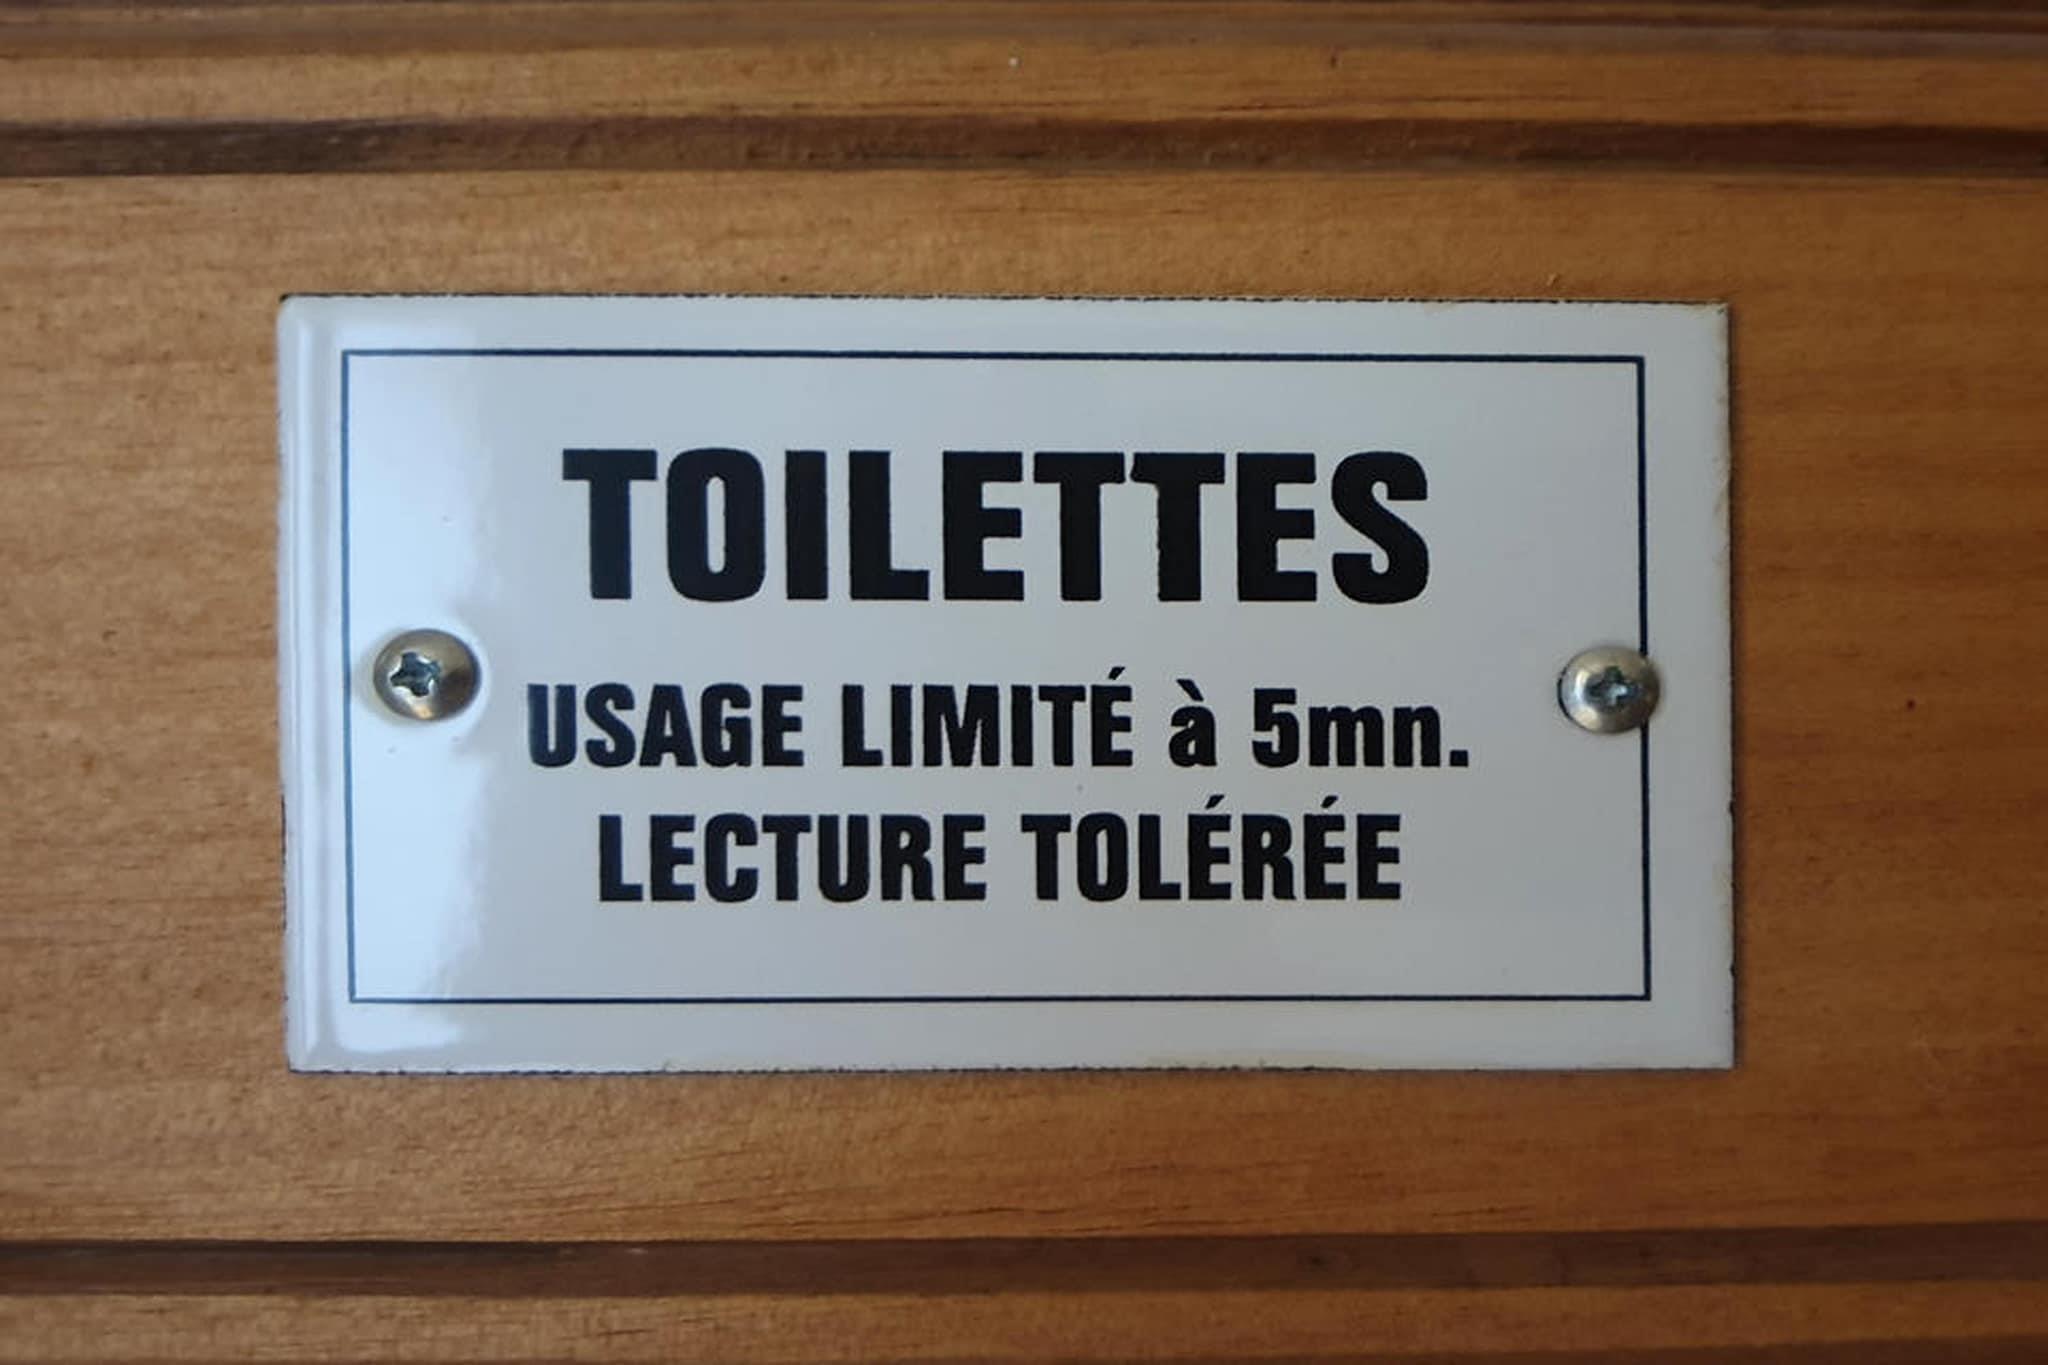 TOILETTES
USAGE LIMITÉ à 5mn.
LECTURE TOLÉRÉE